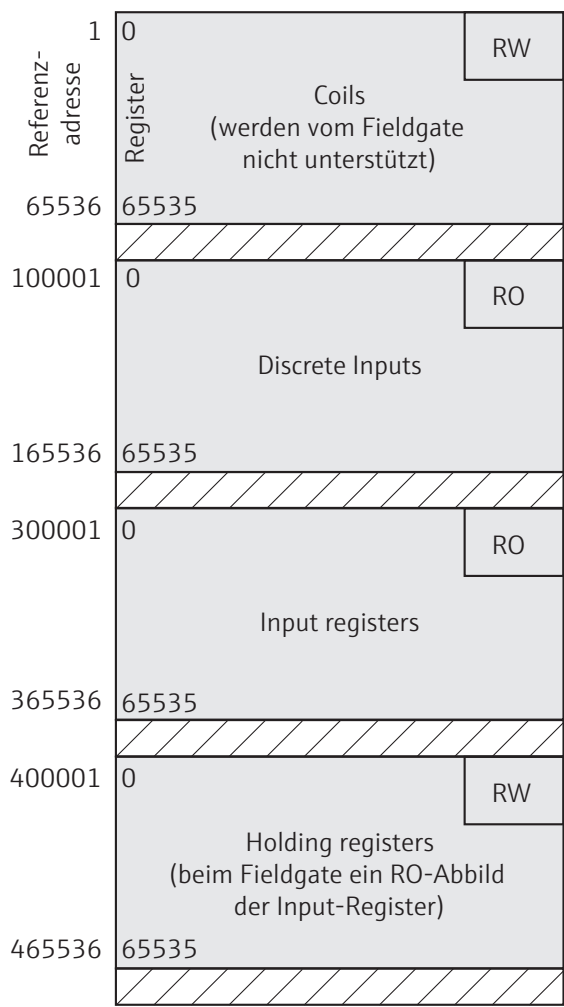 1
0
RW
Referenz-
adresse
Register
Coils
(werden vom Fieldgate
nicht unterstützt)
65536
65535
100001
0
RO
Discrete Inputs
165536
65535
300001
0
RO
Input registers
365536
65535
400001
0
RW
Holding registers
(beim Fieldgate ein RO-Abbild
der Input-Register)
465536
65535